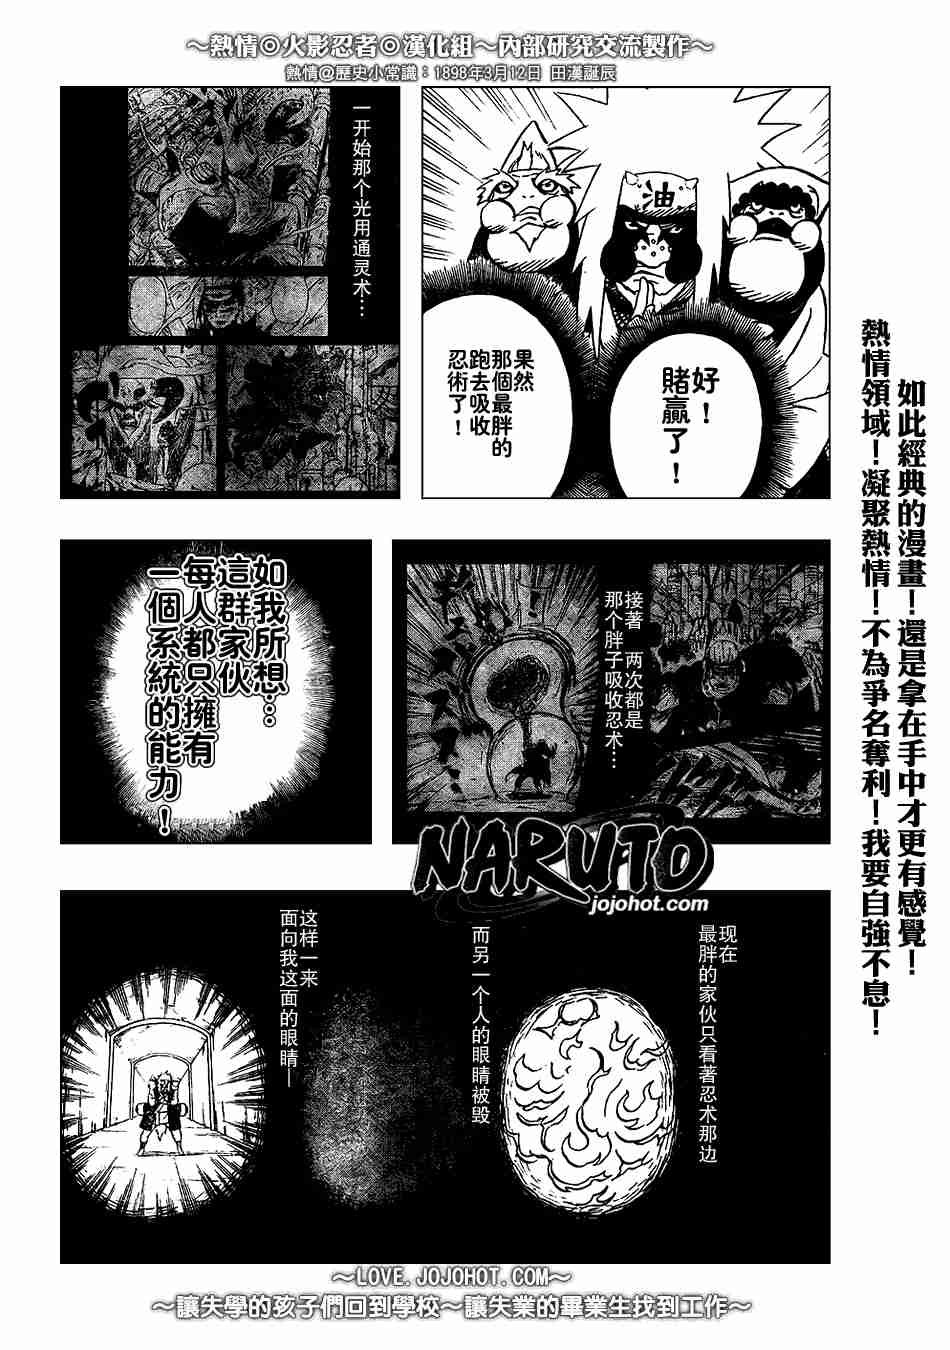 ～熱情◎火影忍者◎漢化組～內部研究交流製作～
熱情@歷史小常識：1898年3月12日 田漢誕辰
油
好！
賭贏了！
果然
那個最胖的
跑去吸收
忍術了！
一开始那个光用通灵术…
接著 两次都是
那个胖子吸收忍术…
如我所想…
這群家伙
每人都只擁有
一個系統的能力！
NARUTO
jojohot.com
现在
最胖的家伙只看著忍术那边
而另一个人的眼睛被毁
这样一来
面向我这面的眼睛—
如此經典的漫畫！還是拿在手中才更有感覺！
熱情領域！凝聚熱情！不為爭名奪利！我要自強不息！
～LOVE.JOJOHOT.COM～
～讓失學的孩子們回到學校～讓失業的畢業生找到工作～